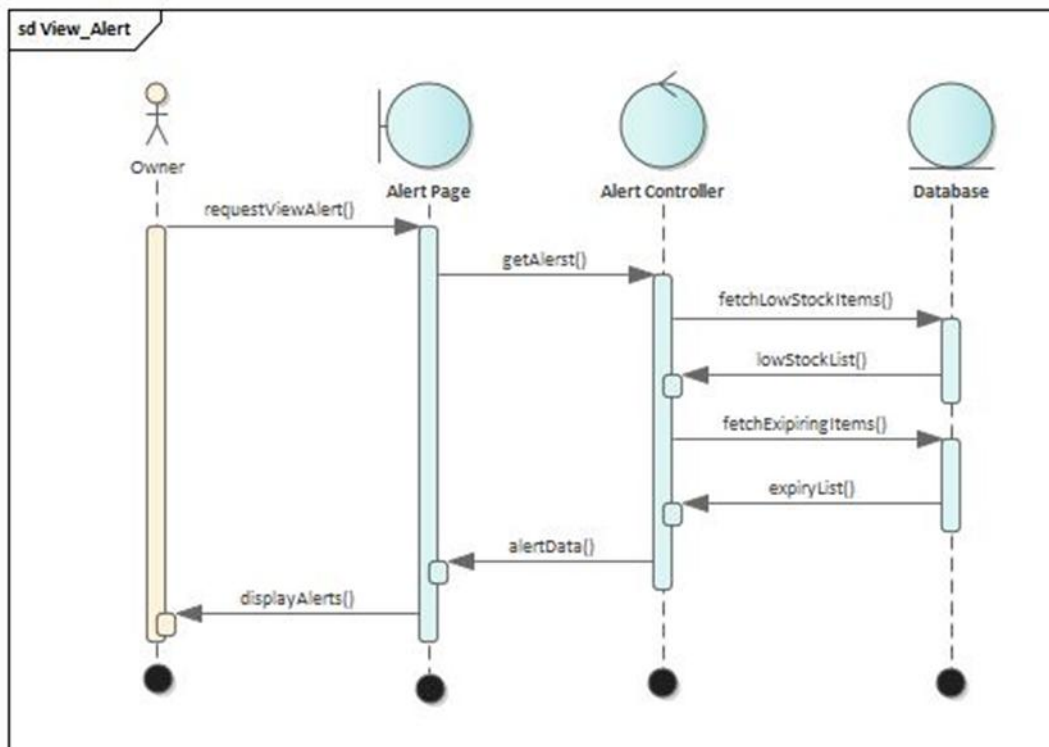 sd View_Alert
Owner
Alert Page
Alert Controller
Database
requestViewAlert()
getAlerst()
fetchLowStockItems()
lowStockList()
fetchExipiringItems()
expiryList()
alertData()
displayAlerts()